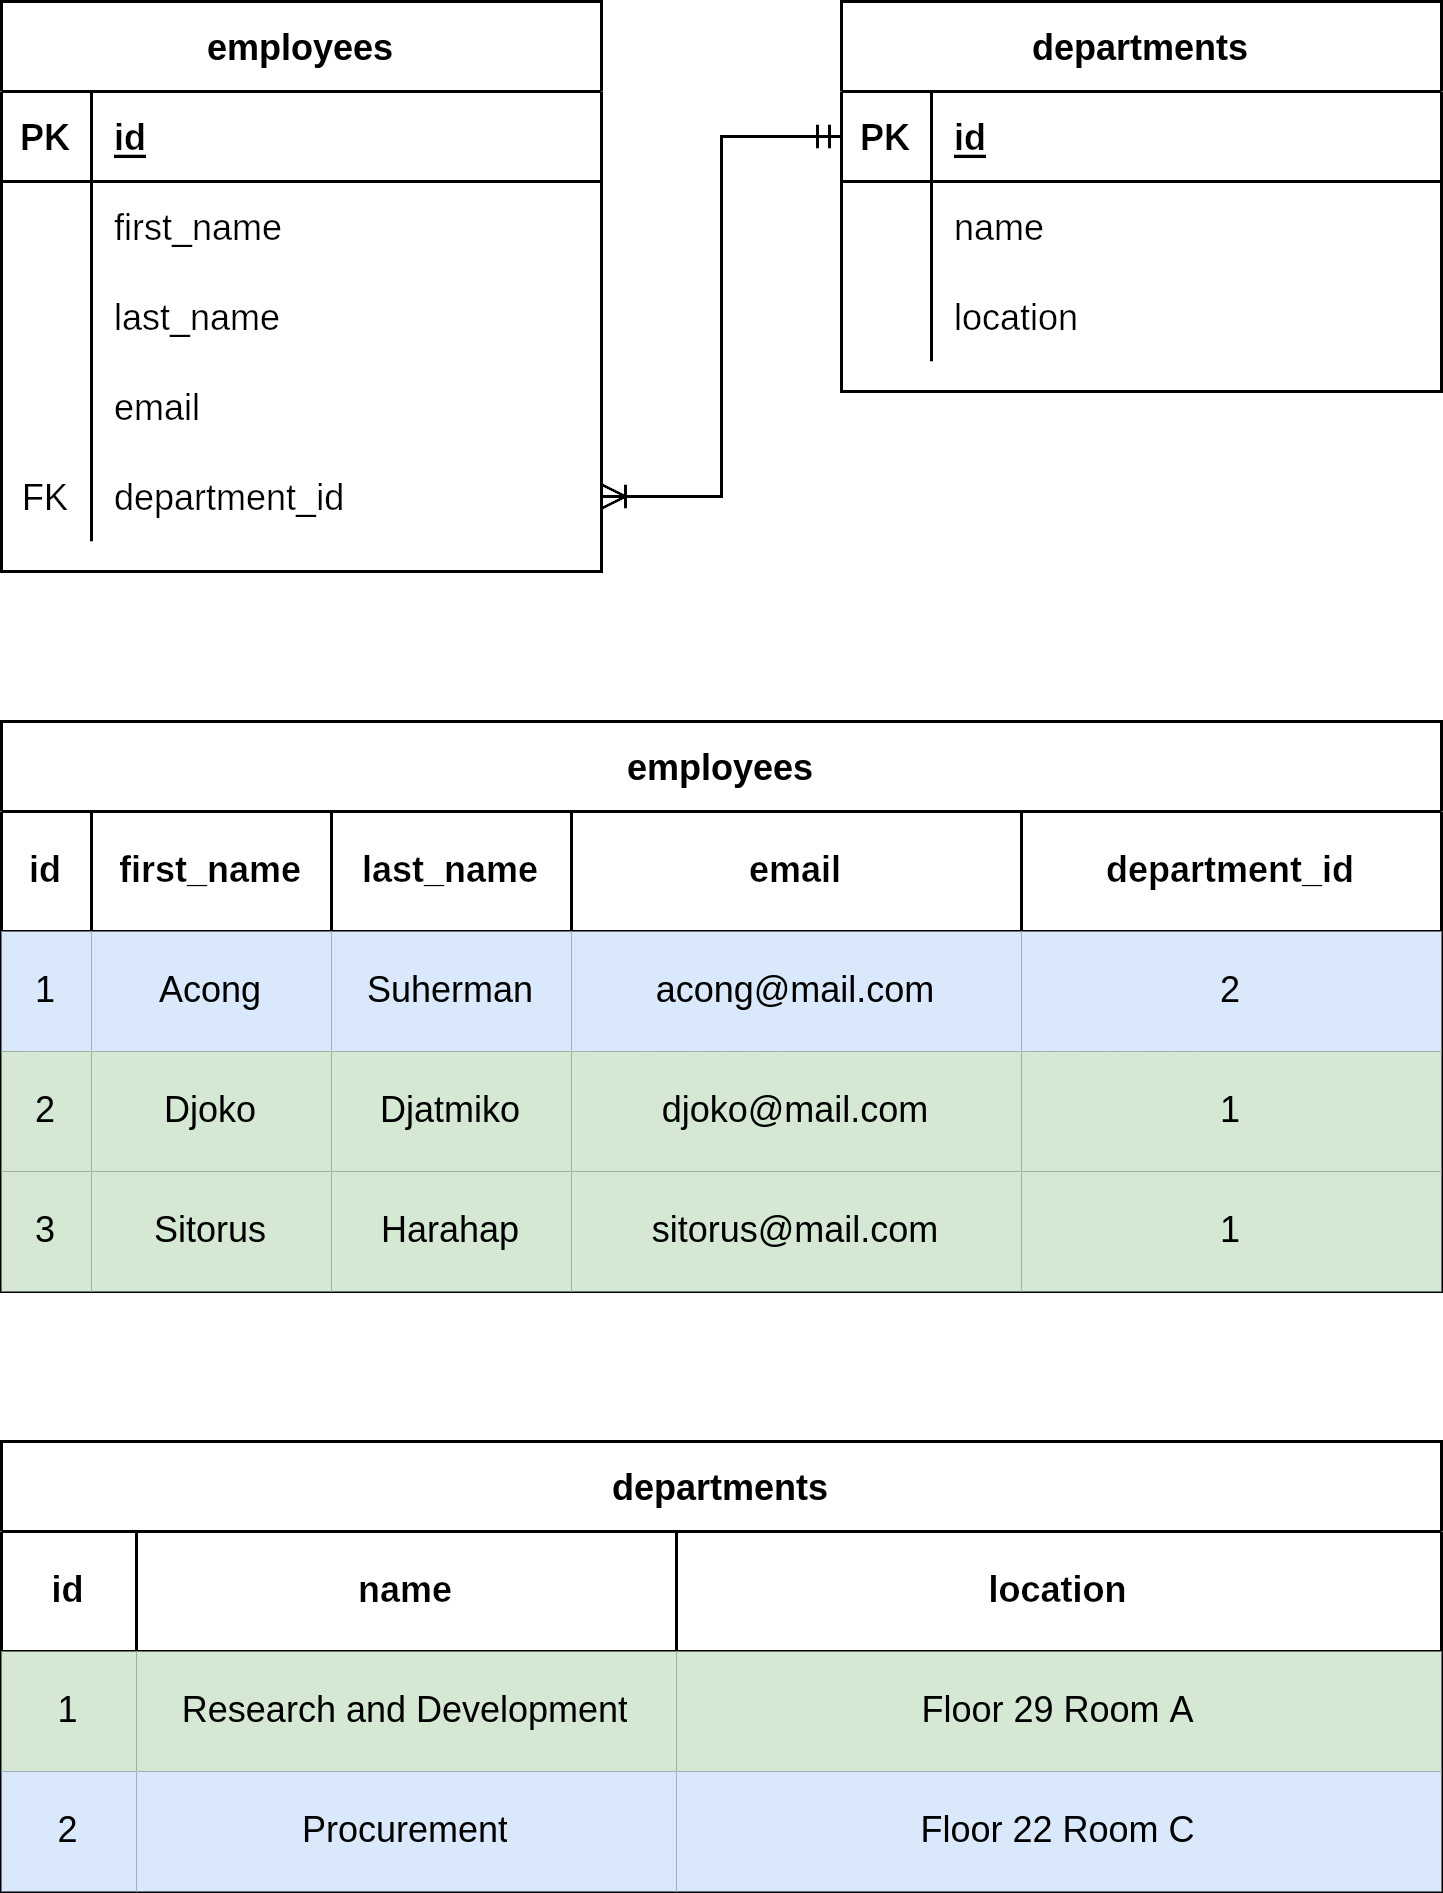 employees
PK id
first_name
last_name
email
FK department_id
departments
PK id
name
location
employees
id first_name last_name email department_id
1 Acong Suherman acong@mail.com 2
2 Djoko Djatmiko djoko@mail.com 1
3 Sitorus Harahap sitorus@mail.com 1
departments
id name location
1 Research and Development Floor 29 Room A
2 Procurement Floor 22 Room C